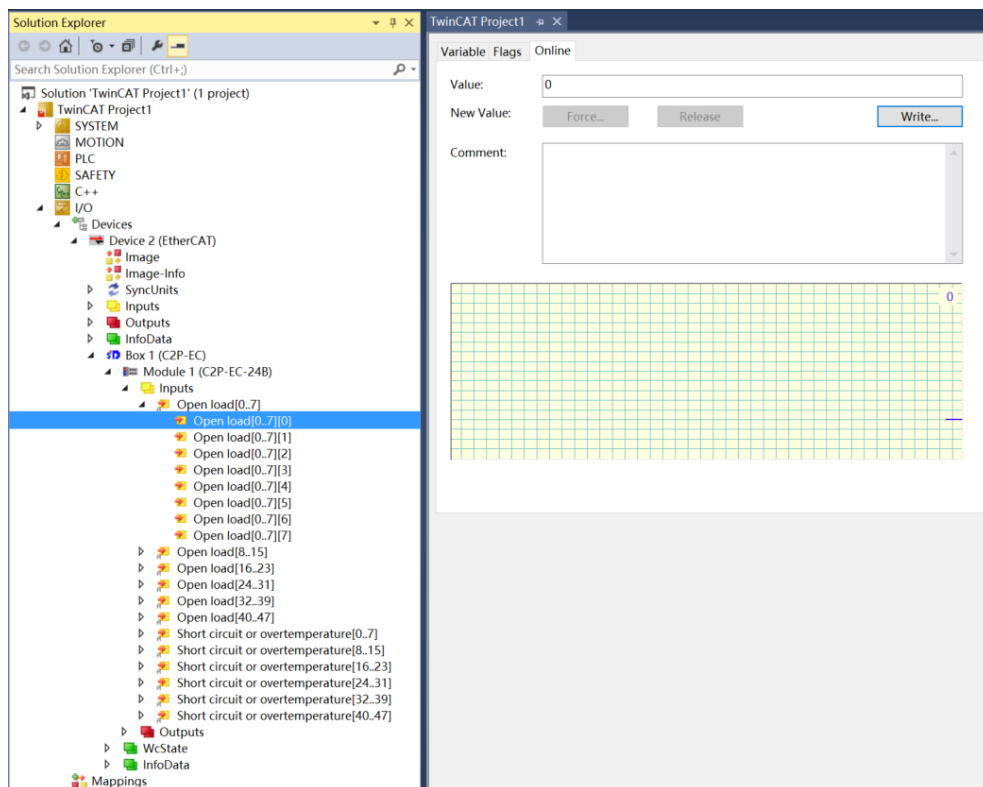 Solution Explorer
Search Solution Explorer (Ctrl+;)
Solution 'TwinCAT Project1' (1 project)
TwinCAT Project1
SYSTEM
MOTION
PLC
SAFETY
C++
I/O
Devices
Device 2 (EtherCAT)
Image
Image-Info
SyncUnits
Inputs
Outputs
InfoData
Box 1 (C2P-EC)
Module 1 (C2P-EC-24B)
Inputs
Open load[0..7]
Open load[0..7][0]
Open load[0..7][1]
Open load[0..7][2]
Open load[0..7][3]
Open load[0..7][4]
Open load[0..7][5]
Open load[0..7][6]
Open load[0..7][7]
Open load[8..15]
Open load[16..23]
Open load[24..31]
Open load[32..39]
Open load[40..47]
Short circuit or overtemperature[0..7]
Short circuit or overtemperature[8..15]
Short circuit or overtemperature[16..23]
Short circuit or overtemperature[24..31]
Short circuit or overtemperature[32..39]
Short circuit or overtemperature[40..47]
Outputs
WcState
InfoData
Mappings
TwinCAT Project1
Variable Flags Online
Value: 0
New Value: Force... Release Write...
Comment:
0